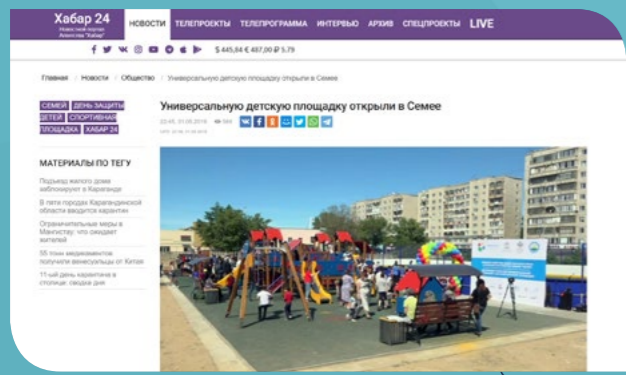 Хабар 24
Новостной портал
Агентства "Хабар"
НОВОСТИ ТЕЛЕПРОЕКТЫ ТЕЛЕПРОГРАММА ИНТЕРВЬЮ АРХИВ СПЕЦПРОЕКТЫ LIVE
$ 445,84 € 487,00 ₽ 5.79
Главная / Новости / Общество / Универсальную детскую площадку открыли в Семее
СЕМЕЙ ДЕНЬ ЗАЩИТЫ
ДЕТЕЙ СПОРТИВНАЯ
ПЛОЩАДКА ХАБАР 24
Универсальную детскую площадку открыли в Семее
МАТЕРИАЛЫ ПО ТЕГУ
Подъезд жилого дома
заблокируют в Караганде
В пяти городах Карагандинской
области вводится карантин
Ограничительные меры в
Мангистау: что ожидает
жителей
55 тонн медикаментов
получили венесуэльцы от Китая
11-ый день карантина в
столице: сводка дня